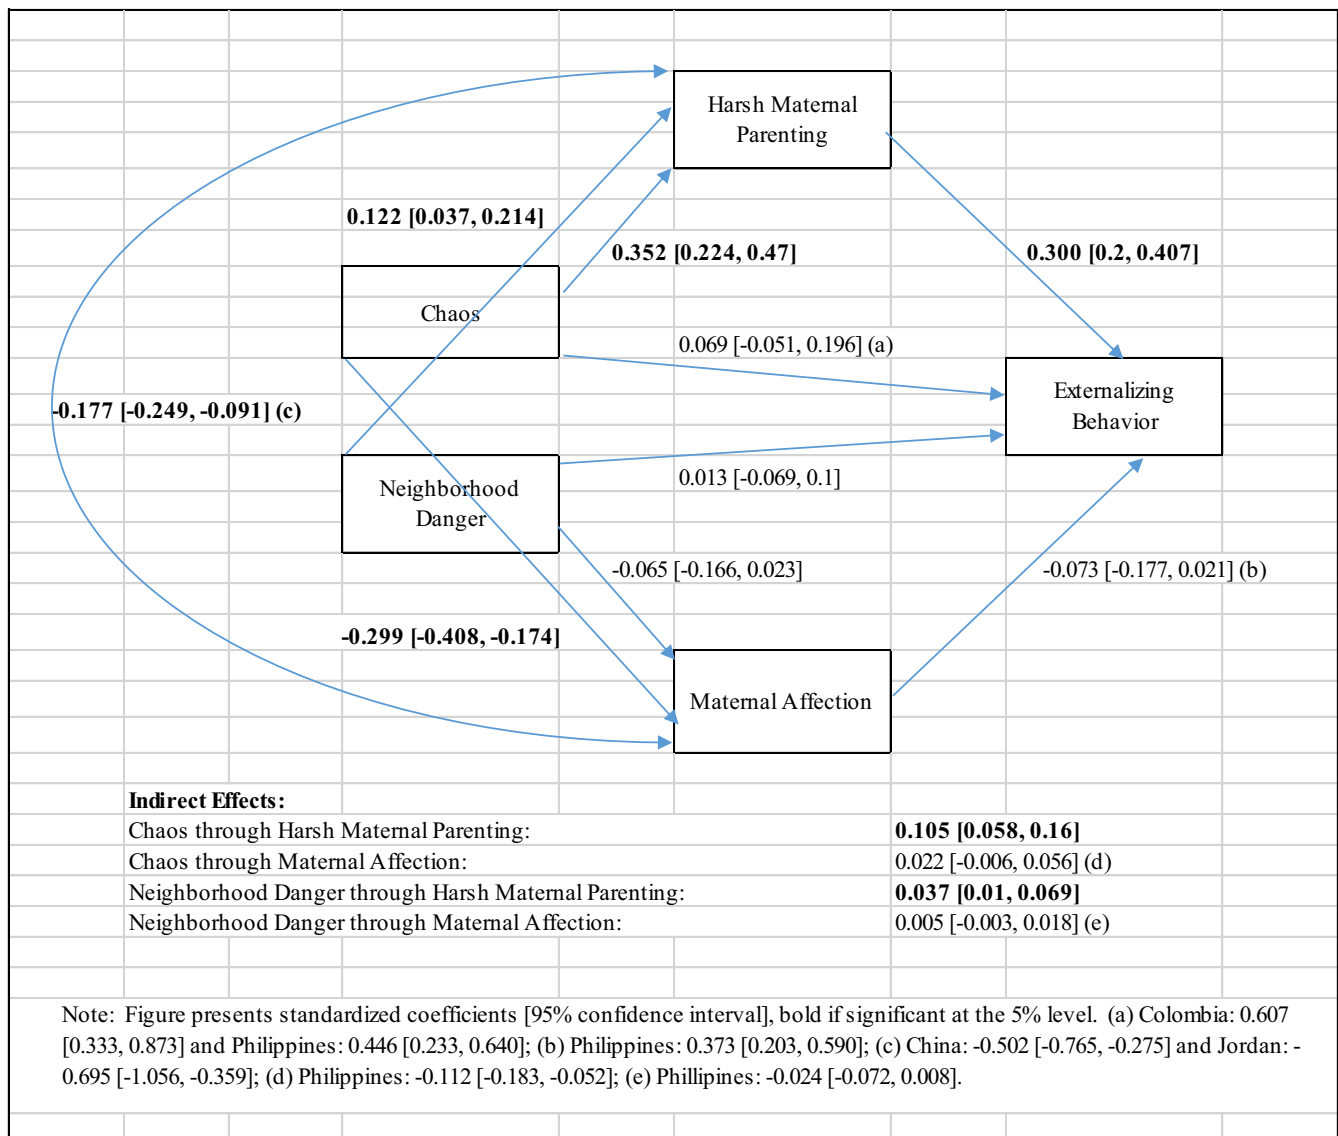 Harsh Maternal
Parenting
0.122 [0.037, 0.214]
0.352 [0.224, 0.47]
0.300 [0.2, 0.407]
Chaos
0.069 [-0.051, 0.196] (a)
Externalizing
Behavior
-0.177 [-0.249, -0.091] (c)
0.013 [-0.069, 0.1]
Neighborhood
Danger
-0.065 [-0.166, 0.023]
-0.073 [-0.177, 0.021] (b)
-0.299 [-0.408, -0.174]
Maternal Affection
Indirect Effects:
Chaos through Harsh Maternal Parenting: 0.105 [0.058, 0.16]
Chaos through Maternal Affection: 0.022 [-0.006, 0.056] (d)
Neighborhood Danger through Harsh Maternal Parenting: 0.037 [0.01, 0.069]
Neighborhood Danger through Maternal Affection: 0.005 [-0.003, 0.018] (e)
Note: Figure presents standardized coefficients [95% confidence interval], bold if significant at the 5% level. (a) Colombia: 0.607
[0.333, 0.873] and Philippines: 0.446 [0.233, 0.640]; (b) Philippines: 0.373 [0.203, 0.590]; (c) China: -0.502 [-0.765, -0.275] and Jordan: -
0.695 [-1.056, -0.359]; (d) Philippines: -0.112 [-0.183, -0.052]; (e) Phillipines: -0.024 [-0.072, 0.008].